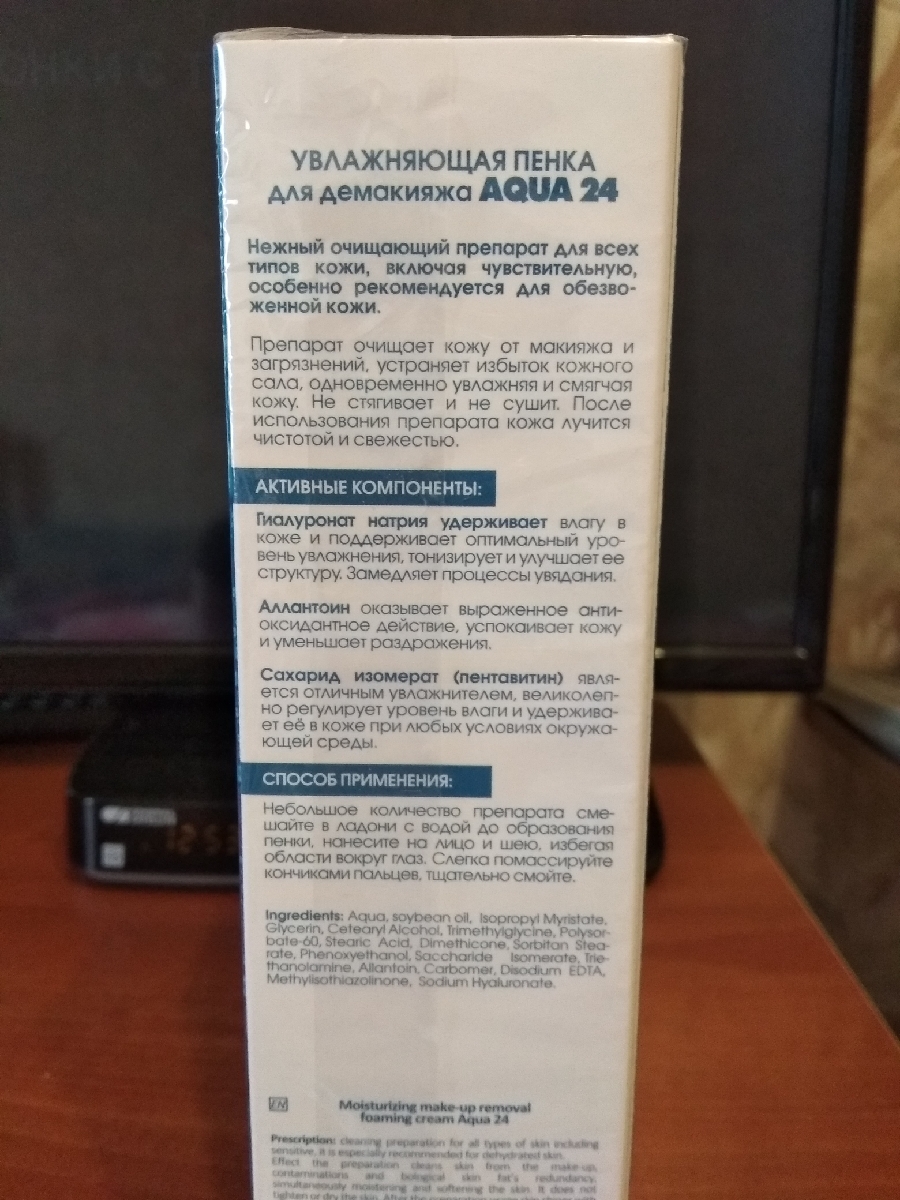 УВЛАЖНЯЮЩАЯ ПЕНКА
для демакияжа AQUA 24
Нежный очищающий препарат для всех
типов кожи, включая чувствительную,
особенно рекомендуется для обезво-
женной кожи.
Препарат очищает кожу от макияжа и
загрязнений, устраняет избыток кожного
сала, одновременно увлажняя и смягчая
кожу. Не стягивает и не сушит. После
использования препарата кожа лучится
чистотой и свежестью.
АКТИВНЫЕ КОМПОНЕНТЫ:
Гиалуронат натрия удерживает влагу в
коже и поддерживает оптимальный уро-
вень увлажнения, тонизирует и улучшает ее
структуру. Замедляет процессы увядания.
Аллантоин оказывает выраженное анти-
оксидантное действие, успокаивает кожу
и уменьшает раздражения.
Сахарид изомерат (пентавитин) явля-
ется отличным увлажнителем, великолеп-
но регулирует уровень влаги и удержива-
ет её в коже при любых условиях окружа-
ющей среды.
СПОСОБ ПРИМЕНЕНИЯ:
Небольшое количество препарата сме-
шайте в ладони с водой до образования
пенки, нанесите на лицо и шею, избегая
области вокруг глаз. Слегка помассируйте
кончиками пальцев, тщательно смойте.
Ingredients: Aqua, soybean oil, Isopropyl Myristate,
Glycerin, Cetearyl Alcohol, Trimethylglycine, Polysor-
bate-60, Stearic Acid, Dimethicone, Sorbitan Stea-
rate, Phenoxyethanol, Saccharide Isomerate, Trie-
thanolamine, Allantoin, Carbomer, Disodium EDTA,
Methylisothiazolinone, Sodium Hyaluronate.
EN Moisturizing make-up removal
foaming cream Aqua 24
Prescription: cleaning preparation for all types of skin including
sensitive, it is especially recommended for dehydrated skin.
Effect the preparation cleans skin from the make-up,
contaminations and biological skin fat's redundancy,
simultaneously moistening and softening the skin. It does not
tighten or dry the skin.